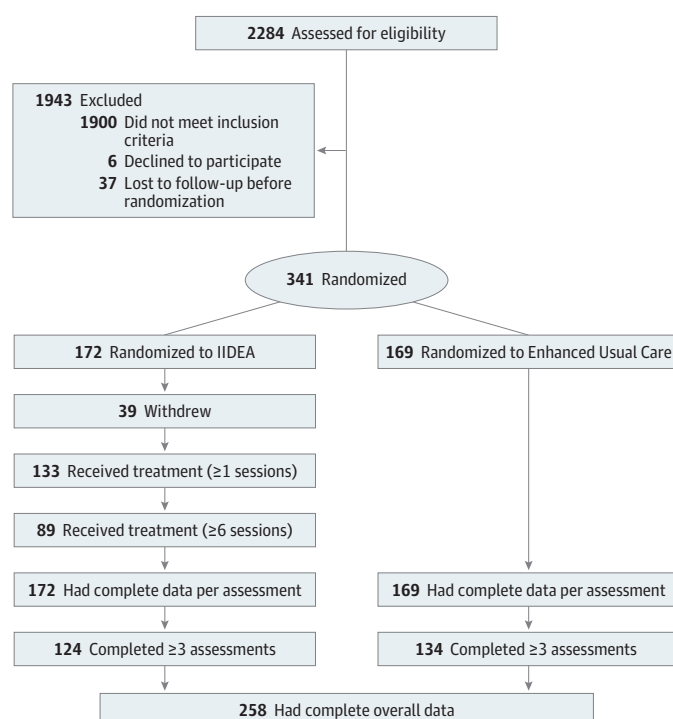 2284 Assessed for eligibility
1943 Excluded
1900 Did not meet inclusion
criteria
6 Declined to participate
37 Lost to follow-up before
randomization
341 Randomized
172 Randomized to IIDEA
169 Randomized to Enhanced Usual Care
39 Withdrew
133 Received treatment (≥1 sessions)
89 Received treatment (≥6 sessions)
172 Had complete data per assessment
169 Had complete data per assessment
124 Completed ≥3 assessments
134 Completed ≥3 assessments
258 Had complete overall data